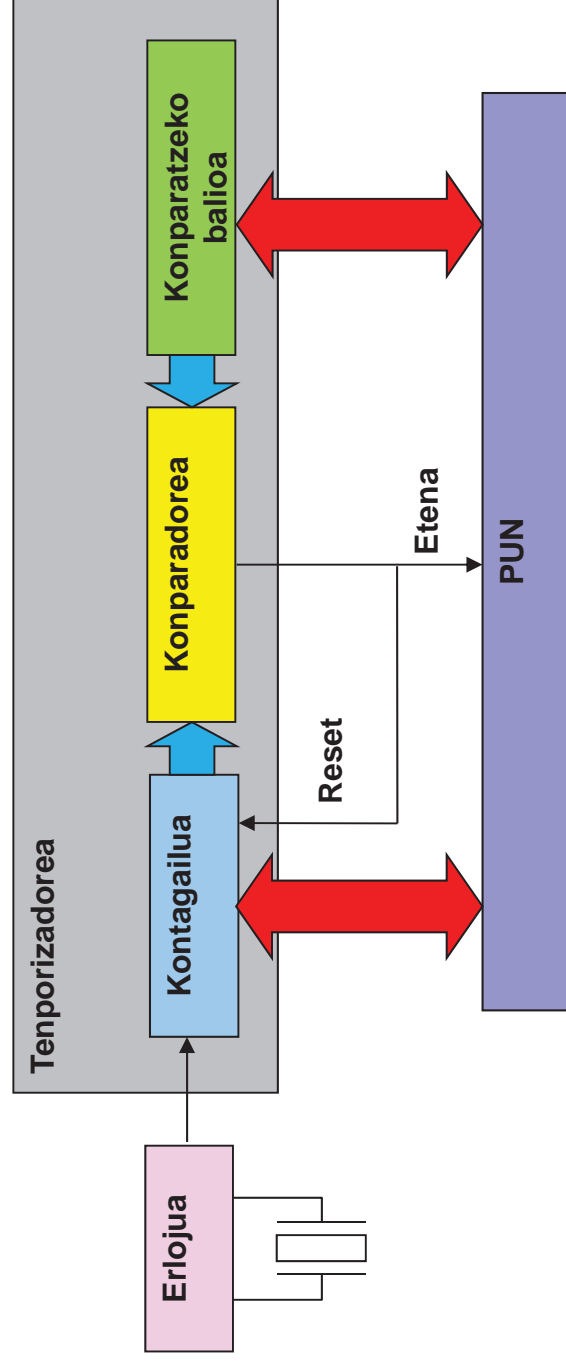 Tenporizadorea
Erlojua
Kontagailua
Konparadorea
Konparatzeko
balioa
Reset
Etena
PUN